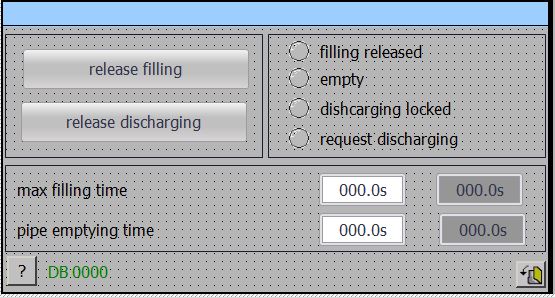 release filling
release discharging
filling released
empty
dishcarging locked
request discharging
max filling time 000.0s 000.0s
pipe emptying time 000.0s 000.0s
? DB:0000